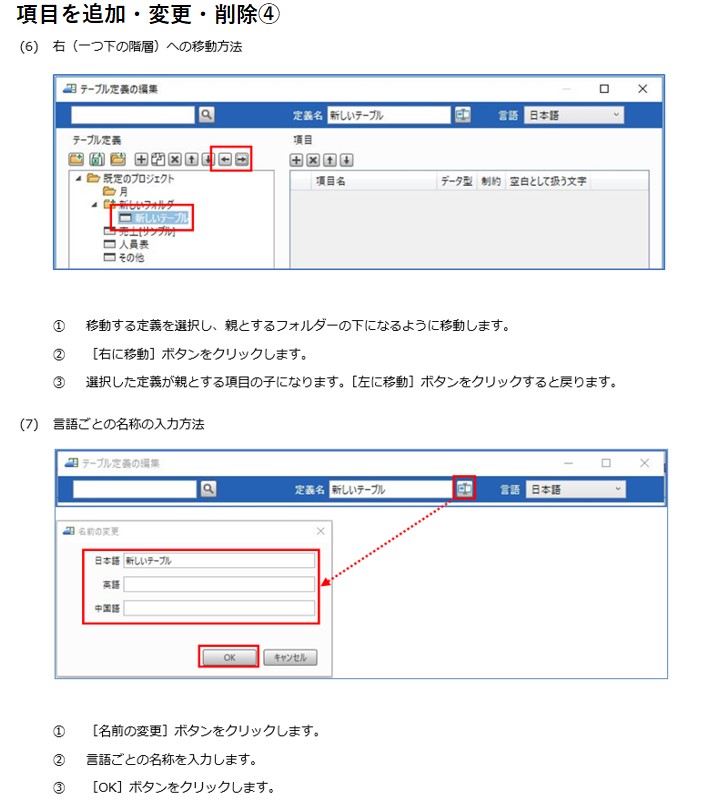 項目を追加・変更・削除④
(6) 右（一つ下の階層）への移動方法
テーブル定義の編集
定義名 新しいテーブル 言語 日本語
テーブル定義 項目
既定のプロジェクト
項目名 データ型 制約 空白として扱う文字
月
新しいフォルダ
新しいテーブル
売上[サンプル]
人員表
その他
① 移動する定義を選択し、親とするフォルダーの下になるように移動します。
② ［右に移動］ボタンをクリックします。
③ 選択した定義が親とする項目の子になります。［左に移動］ボタンをクリックすると戻ります。
(7) 言語ごとの名称の入力方法
テーブル定義の編集
定義名 新しいテーブル 言語 日本語
名前の変更
日本語 新しいテーブル
英語
中国語
OK キャンセル
① ［名前の変更］ボタンをクリックします。
② 言語ごとの名称を入力します。
③ ［OK］ボタンをクリックします。